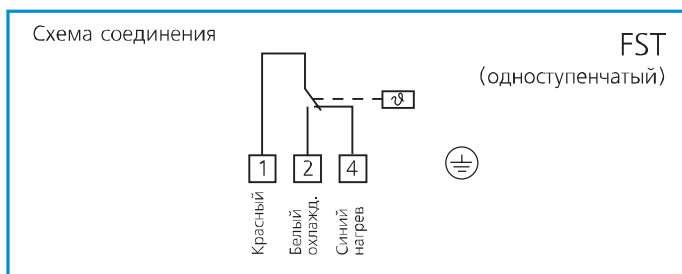 Схема соединения
FST
(одноступенчатый)
ϑ
1
2
4
Красный
Белый
охлажд.
Синий
нагрев